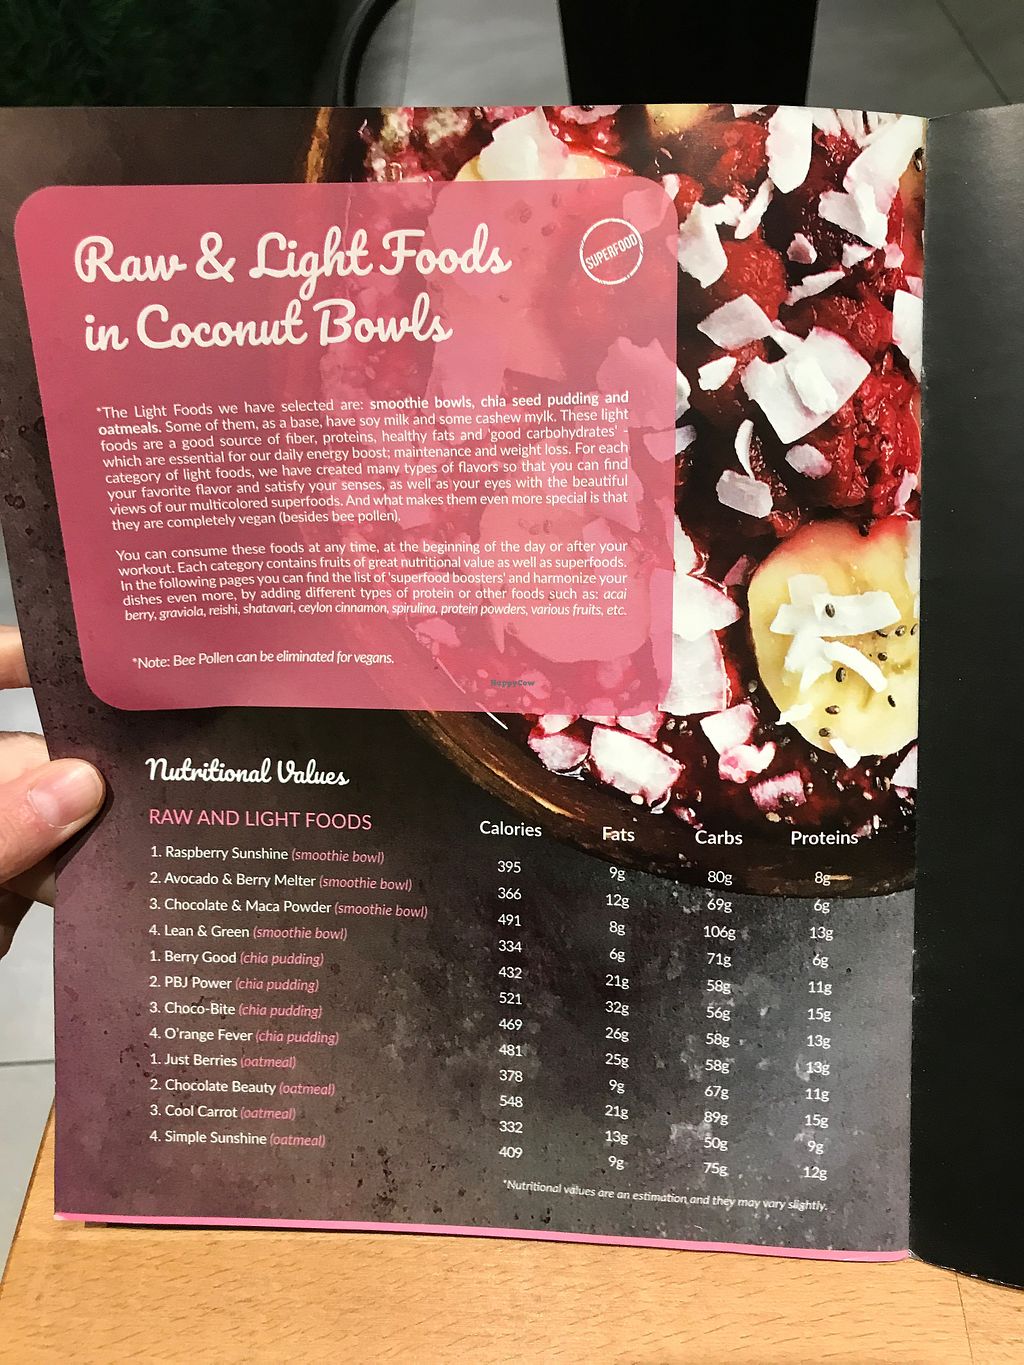 Raw & Light Foods
in Coconut Bowls
SUPERFOOD
*The Light Foods we have selected are: smoothie bowls, chia seed pudding and
oatmeals. Some of them, as a base, have soy milk and some cashew mylk. These light
foods are a good source of fiber, proteins, healthy fats and 'good carbohydrates' -
which are essential for our daily energy boost; maintenance and weight loss. For each
category of light foods, we have created many types of flavors so that you can find
your favorite flavor and satisfy your senses, as well as your eyes with the beautiful
views of our multicolored superfoods. And what makes them even more special is that
they are completely vegan (besides bee pollen).
You can consume these foods at any time, at the beginning of the day or after your
workout. Each category contains fruits of great nutritional value as well as superfoods.
In the following pages you can find the list of 'superfood boosters' and harmonize your
dishes even more, by adding different types of protein or other foods such as: acai
berry, graviola, reishi, shatavari, ceylon cinnamon, spirulina, protein powders, various fruits, etc.
*Note: Bee Pollen can be eliminated for vegans.
HappyCow
Nutritional Values
RAW AND LIGHT FOODS Calories Fats Carbs Proteins
1. Raspberry Sunshine (smoothie bowl) 395 9g 80g 8g
2. Avocado & Berry Melter (smoothie bowl) 366 12g 69g 6g
3. Chocolate & Maca Powder (smoothie bowl) 491 8g 106g 13g
4. Lean & Green (smoothie bowl) 334 6g 71g 6g
1. Berry Good (chia pudding) 432 21g 58g 11g
2. PBJ Power (chia pudding) 521 32g 56g 15g
3. Choco-Bite (chia pudding) 469 26g 58g 13g
4. O'range Fever (chia pudding) 481 25g 58g 13g
1. Just Berries (oatmeal) 378 9g 67g 11g
2. Chocolate Beauty (oatmeal) 548 21g 89g 15g
3. Cool Carrot (oatmeal) 332 13g 50g 9g
4. Simple Sunshine (oatmeal) 409 9g 75g 12g
*Nutritional values are an estimation and they may vary slightly.